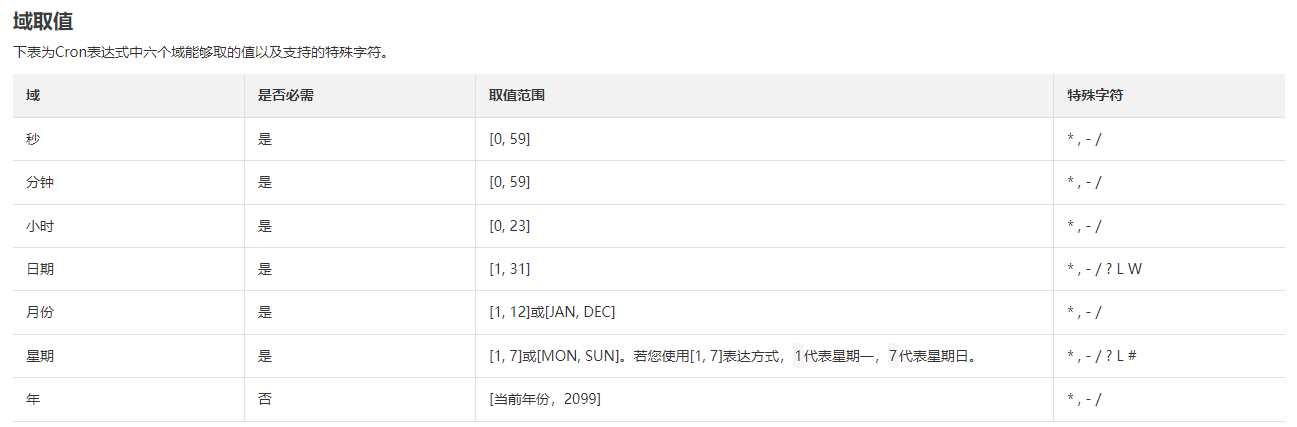 域取值
下表为Cron表达式中六个域能够取的值以及支持的特殊字符。
域 是否必需 取值范围 特殊字符
秒 是 [0, 59] * , - /
分钟 是 [0, 59] * , - /
小时 是 [0, 23] * , - /
日期 是 [1, 31] * , - / ? L W
月份 是 [1, 12]或[JAN, DEC] * , - /
星期 是 [1, 7]或[MON, SUN]。若您使用[1, 7]表达方式，1代表星期一，7代表星期日。 * , - / ? L #
年 否 [当前年份，2099] * , - /